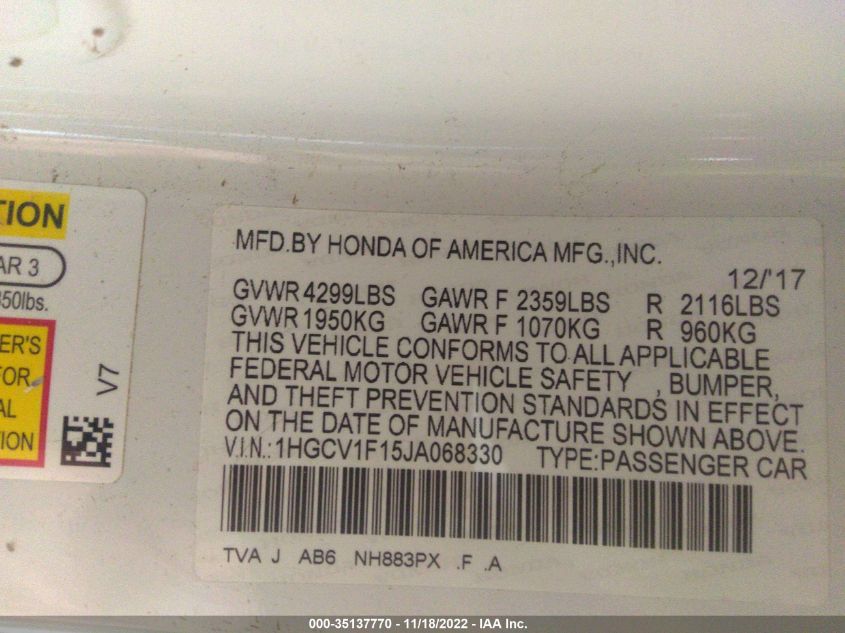 TION
AR 3
350lbs.
ER'S
FOR
AL
TION
V7
MFD.BY HONDA OF AMERICA MFG.,INC.
12/'17
GVWR 4299LBS GAWR F 2359LBS R 2116LBS
GVWR 1950KG GAWR F 1070KG R 960KG
THIS VEHICLE CONFORMS TO ALL APPLICABLE
FEDERAL MOTOR VEHICLE SAFETY , BUMPER,
AND THEFT PREVENTION STANDARDS IN EFFECT
ON THE DATE OF MANUFACTURE SHOWN ABOVE.
V.I.N.:1HGCV1F15JA068330 TYPE:PASSENGER CAR
TVA J AB6 NH883PX .F .A
000-35137770 - 11/18/2022 - IAA Inc.